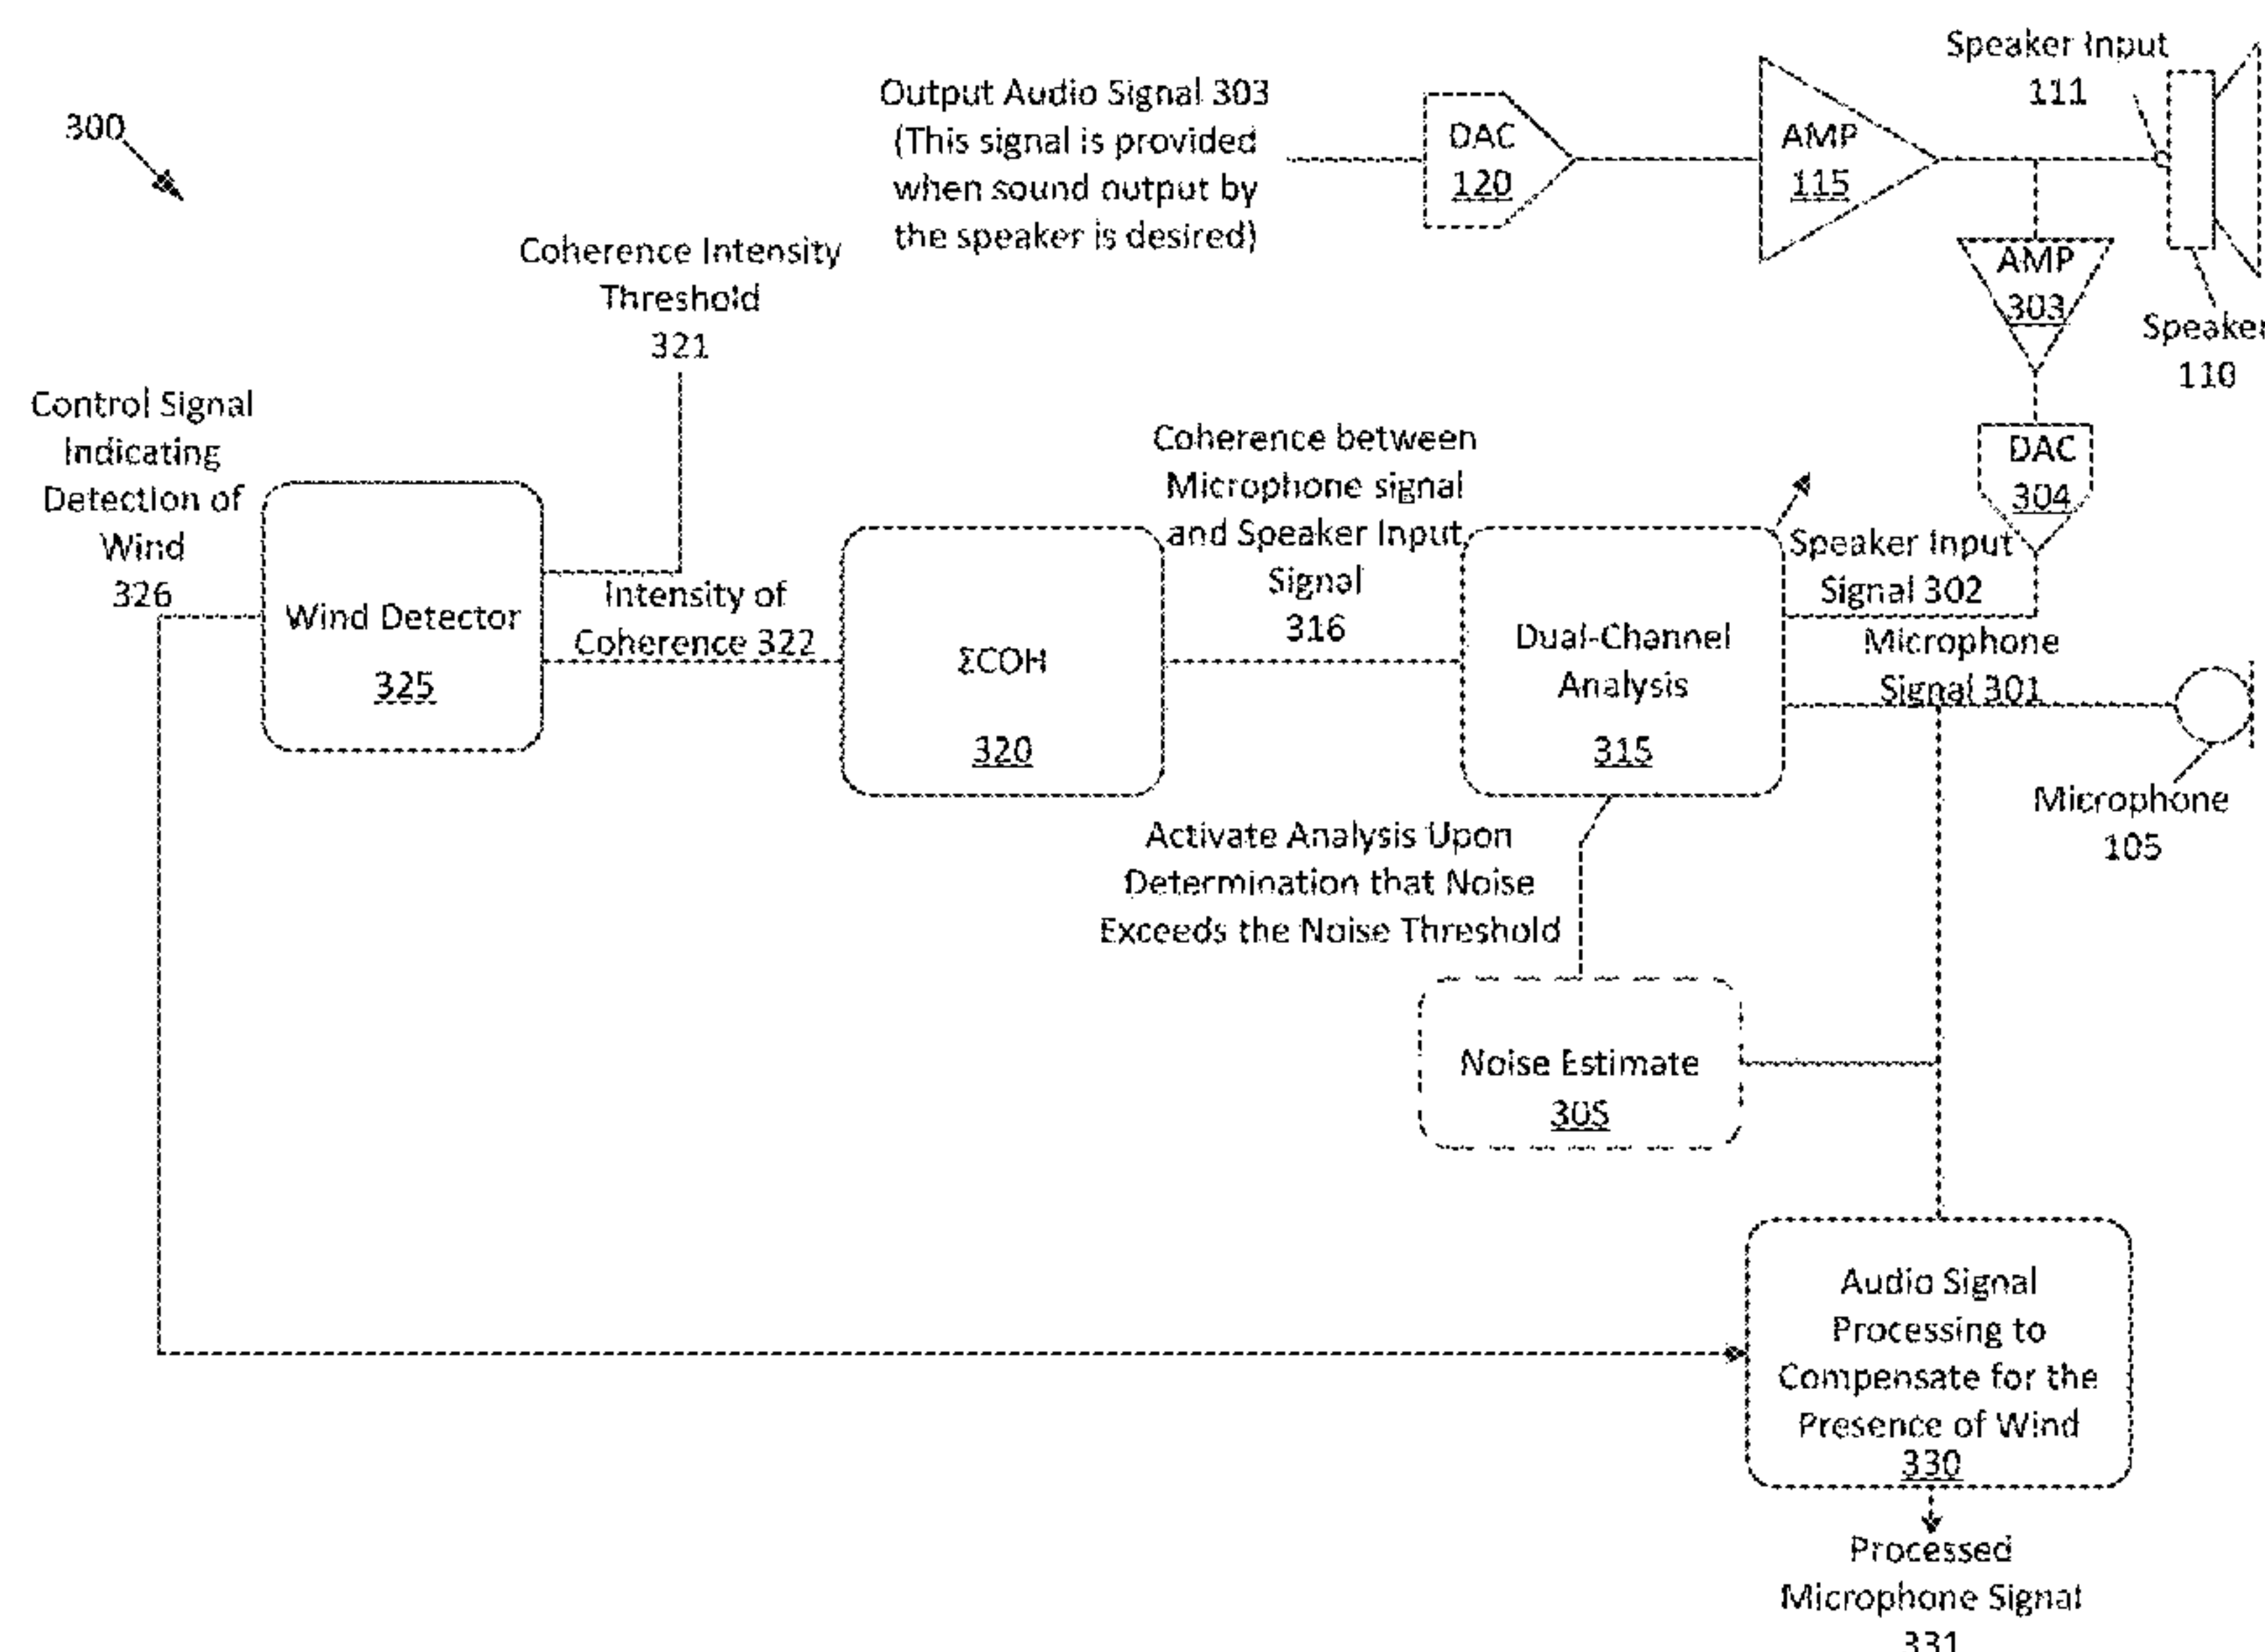 300
Output Audio Signal 303
(This signal is provided
when sound output by
the speaker is desired)
DAC
120
AMP
115
Speaker Input
111
AMP
303
Speaker
110
DAC
304
Coherence Intensity
Threshold
321
Control Signal
Indicating
Detection of
Wind
326
Wind Detector
325
Intensity of
Coherence 322
ΣCOH
320
Coherence between
Microphone signal
and Speaker Input
Signal
316
Dual-Channel
Analysis
315
Speaker Input
Signal 302
Microphone
Signal 301
Microphone
105
Activate Analysis Upon
Determination that Noise
Exceeds the Noise Threshold
Noise Estimate
305
Audio Signal
Processing to
Compensate for the
Presence of Wind
330
Processed
Microphone Signal
331